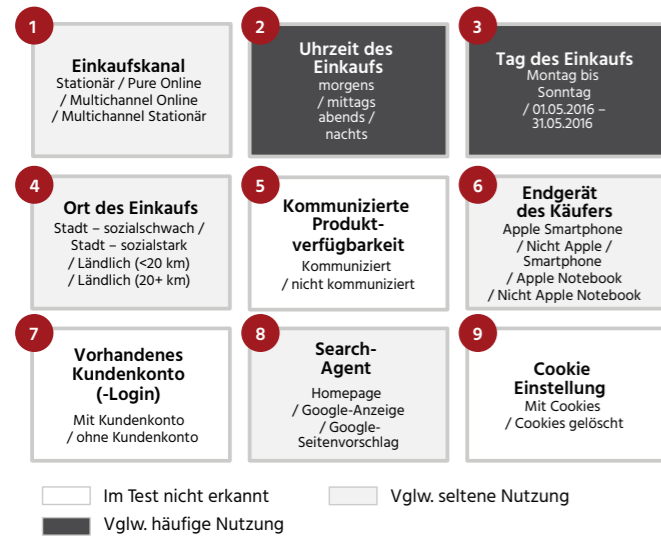 1
Einkaufskanal
Stationär / Pure Online
/ Multichannel Online
/ Multichannel Stationär
2
Uhrzeit des
Einkaufs
morgens
/ mittags
abends /
nachts
3
Tag des Einkaufs
Montag bis
Sonntag
/ 01.05.2016 –
31.05.2016
4
Ort des Einkaufs
Stadt – sozialschwach /
Stadt – sozialstark
/ Ländlich (<20 km)
/ Ländlich (20+ km)
5
Kommunizierte
Produkt-
verfügbarkeit
Kommuniziert
/ nicht kommuniziert
6
Endgerät
des Käufers
Apple Smartphone
/ Nicht Apple /
Smartphone
/ Apple Notebook
/ Nicht Apple Notebook
7
Vorhandenes
Kundenkonto
(-Login)
Mit Kundenkonto
/ ohne Kundenkonto
8
Search-
Agent
Homepage
/ Google-Anzeige
/ Google-
Seitenvorschlag
9
Cookie
Einstellung
Mit Cookies
/ Cookies gelöscht
Im Test nicht erkannt
Vglw. seltene Nutzung
Vglw. häufige Nutzung